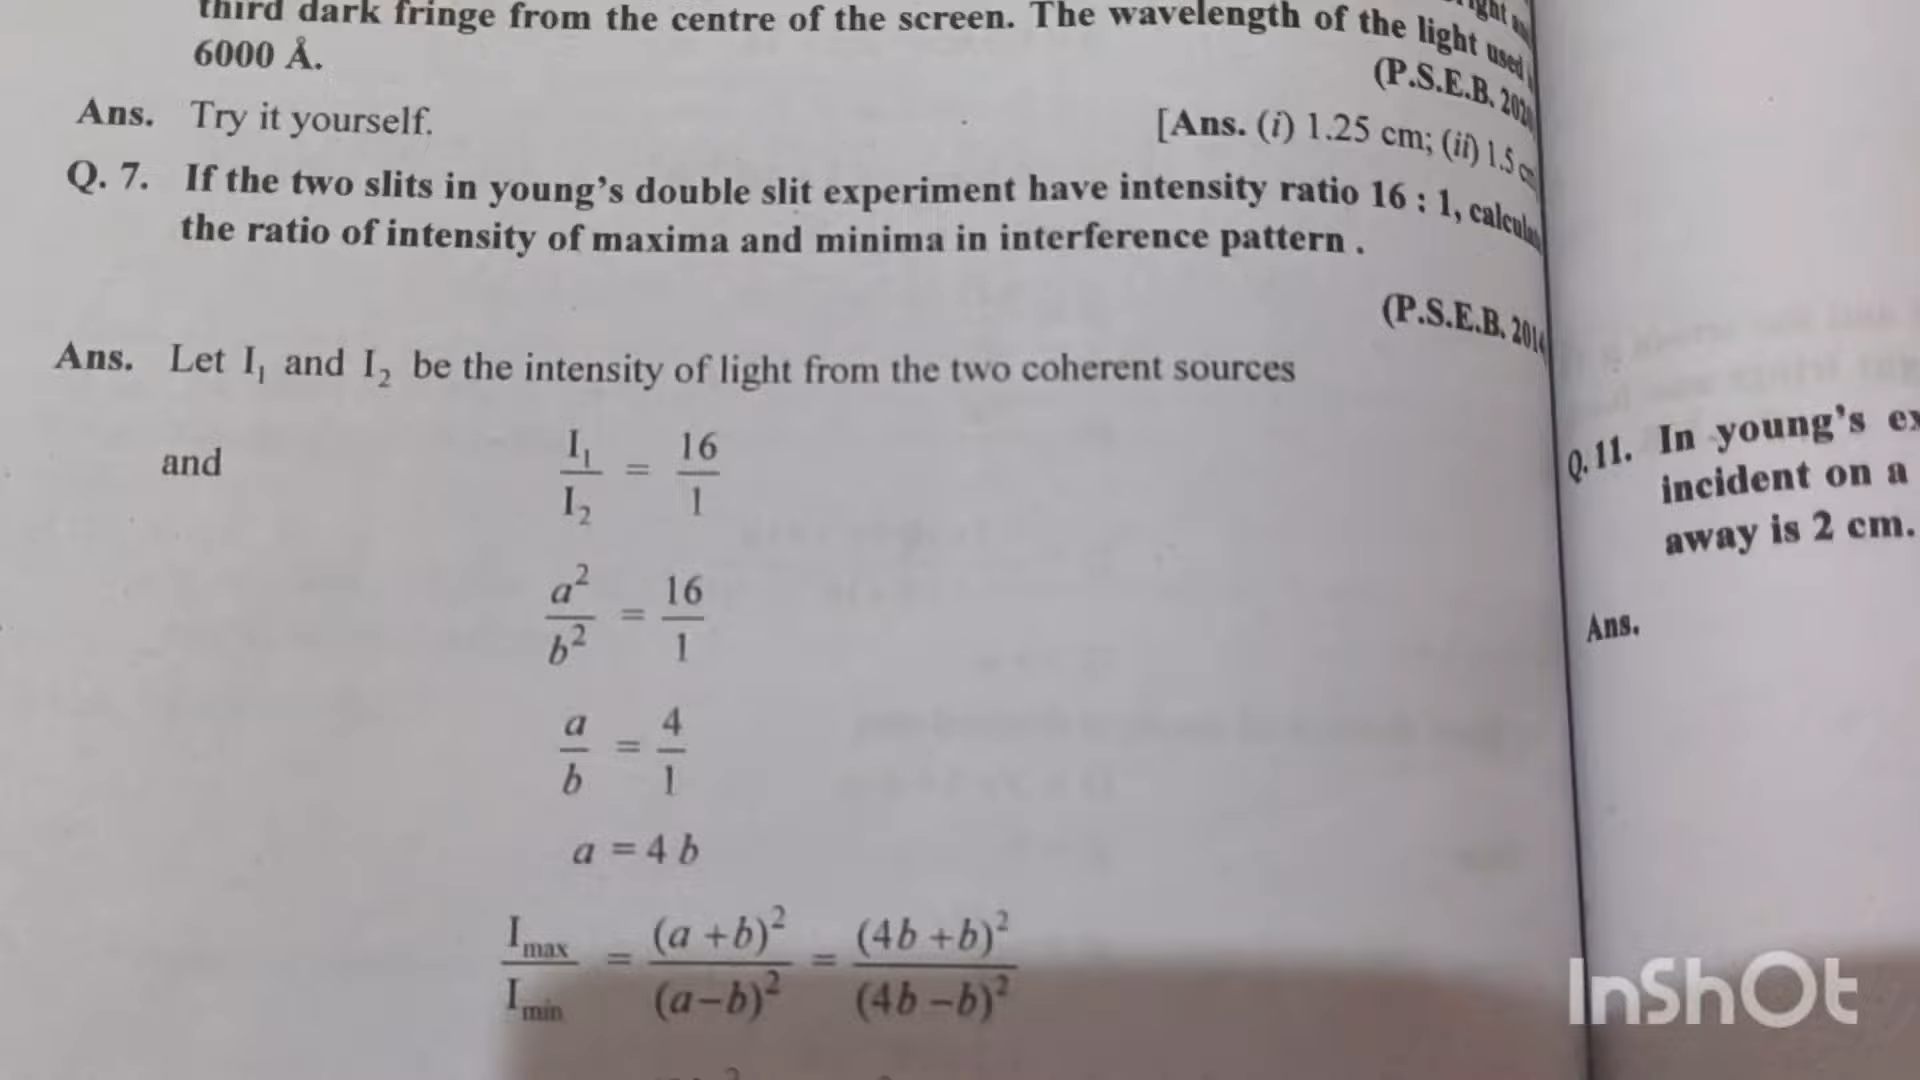 third dark fringe from the centre of the screen. The wavelength of the light used
6000 Å.
(P.S.E.B. 2020
Ans. Try it yourself.
[Ans. (i) 1.25 cm; (ii) 1.5
Q. 7. If the two slits in young's double slit experiment have intensity ratio 16 : 1,
the ratio of intensity of maxima and minima in interference pattern .
(P.S.E.B. 2014
Ans. Let I₁ and I₂ be the intensity of light from the two coherent sources
and I₁/I₂ = 16/1
a²/b² = 16/1
a/b = 4/1
a = 4 b
I max/I min = (a +b)²/(a–b)² = (4b +b)²/(4b –b)²
Q. 11. In young's
incident on a
away is 2 cm.
Ans.
InShOt